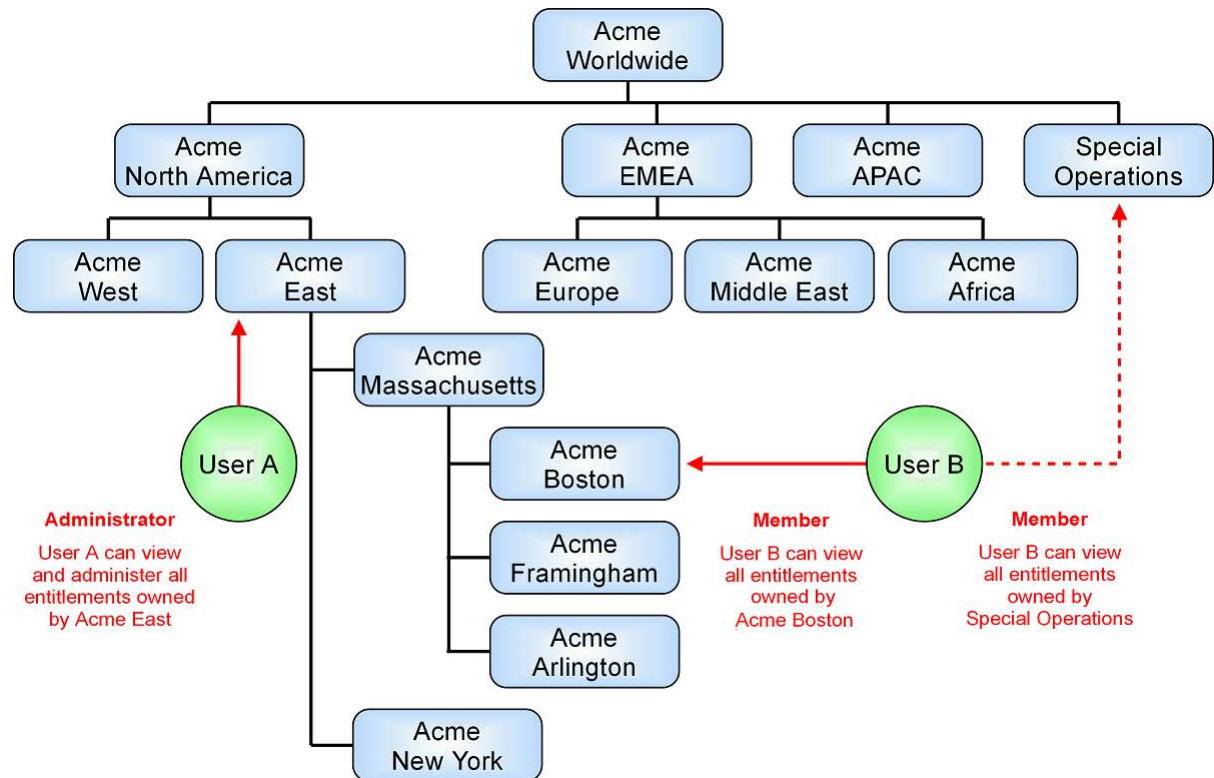 Acme
Worldwide
Acme
North America
Acme
EMEA
Acme
APAC
Special
Operations
Acme
West
Acme
East
Acme
Europe
Acme
Middle East
Acme
Africa
Acme
Massachusetts
User A
Acme
Boston
User B
Administrator
User A can view
and administer all
entitlements owned
by Acme East
Member
User B can view
all entitlements
owned by
Acme Boston
Member
User B can view
all entitlements
owned by
Special Operations
Acme
Framingham
Acme
Arlington
Acme
New York